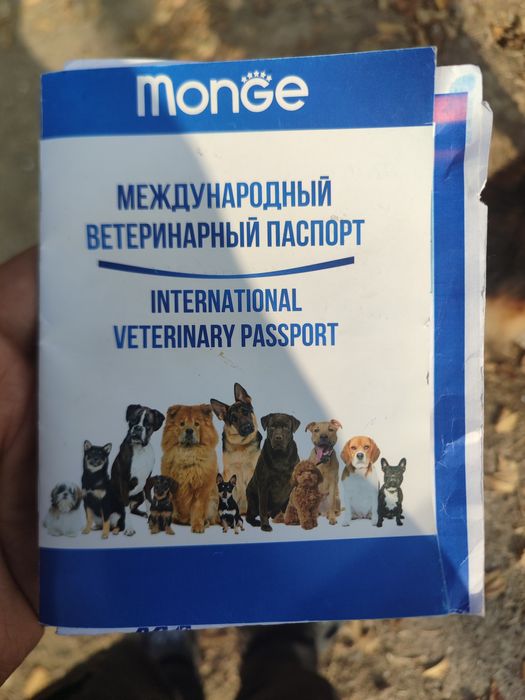 monGe
МЕЖДУНАРОДНЫЙ
ВЕТЕРИНАРНЫЙ ПАСПОРТ
INTERNATIONAL
VETERINARY PASSPORT